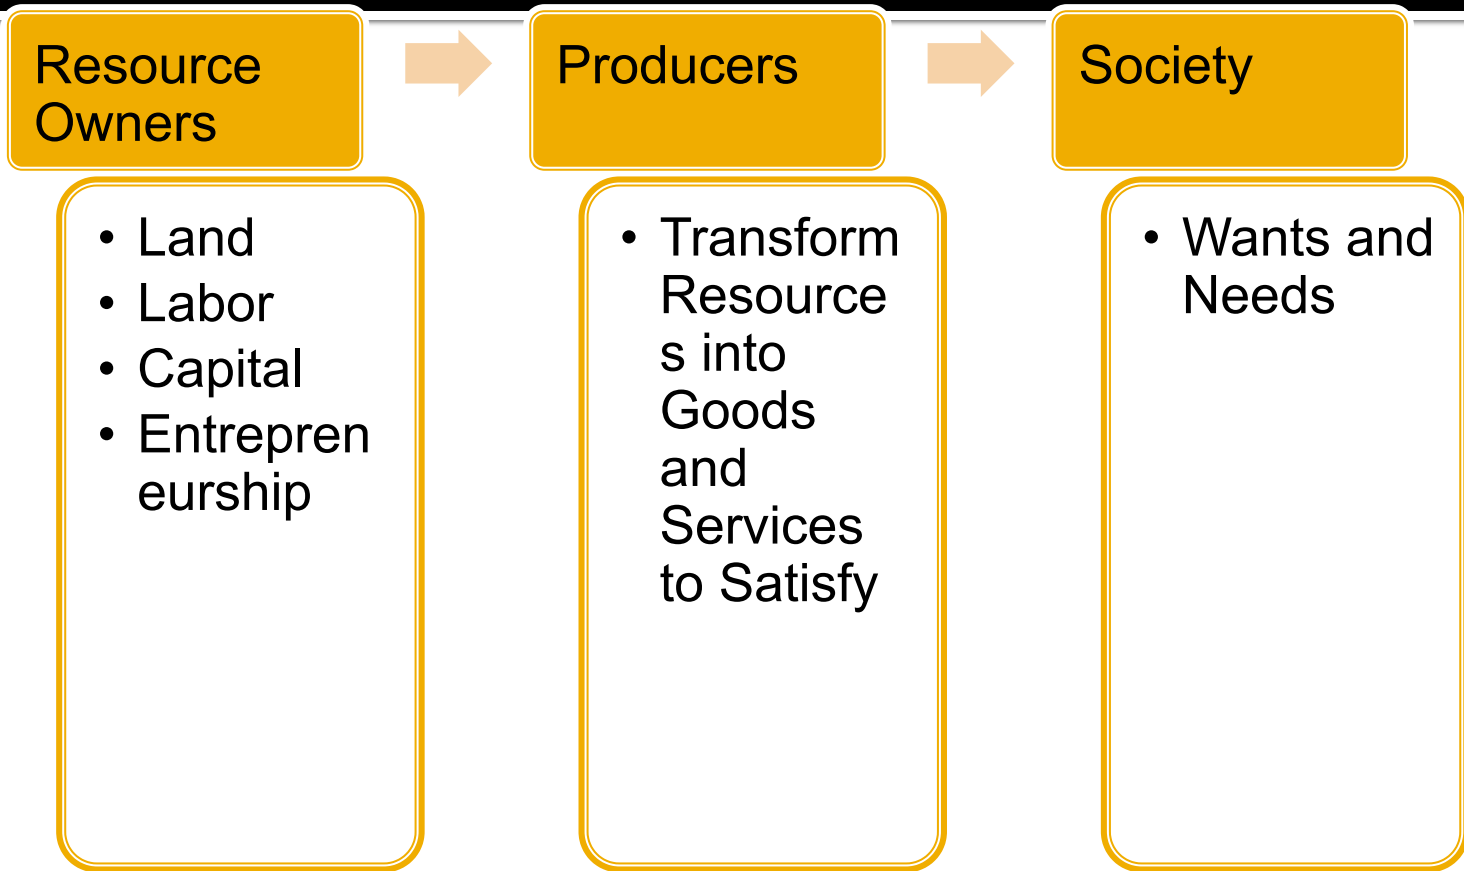 Resource
Owners
• Land
• Labor
• Capital
• Entrepren
eurship
Producers
• Transform
Resource
s into
Goods
and
Services
to Satisfy
Society
• Wants and
Needs